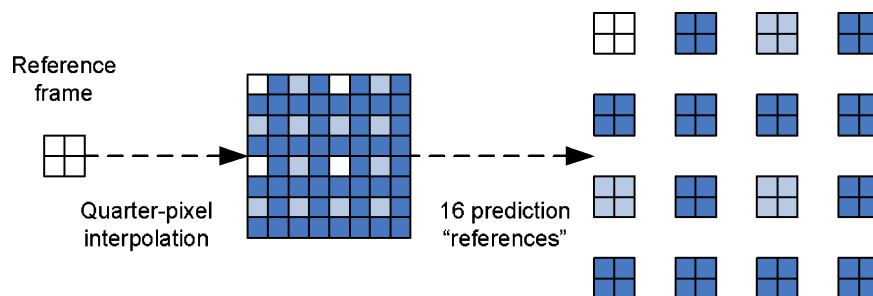 Reference
frame
Quarter-pixel
interpolation
16 prediction
“references”